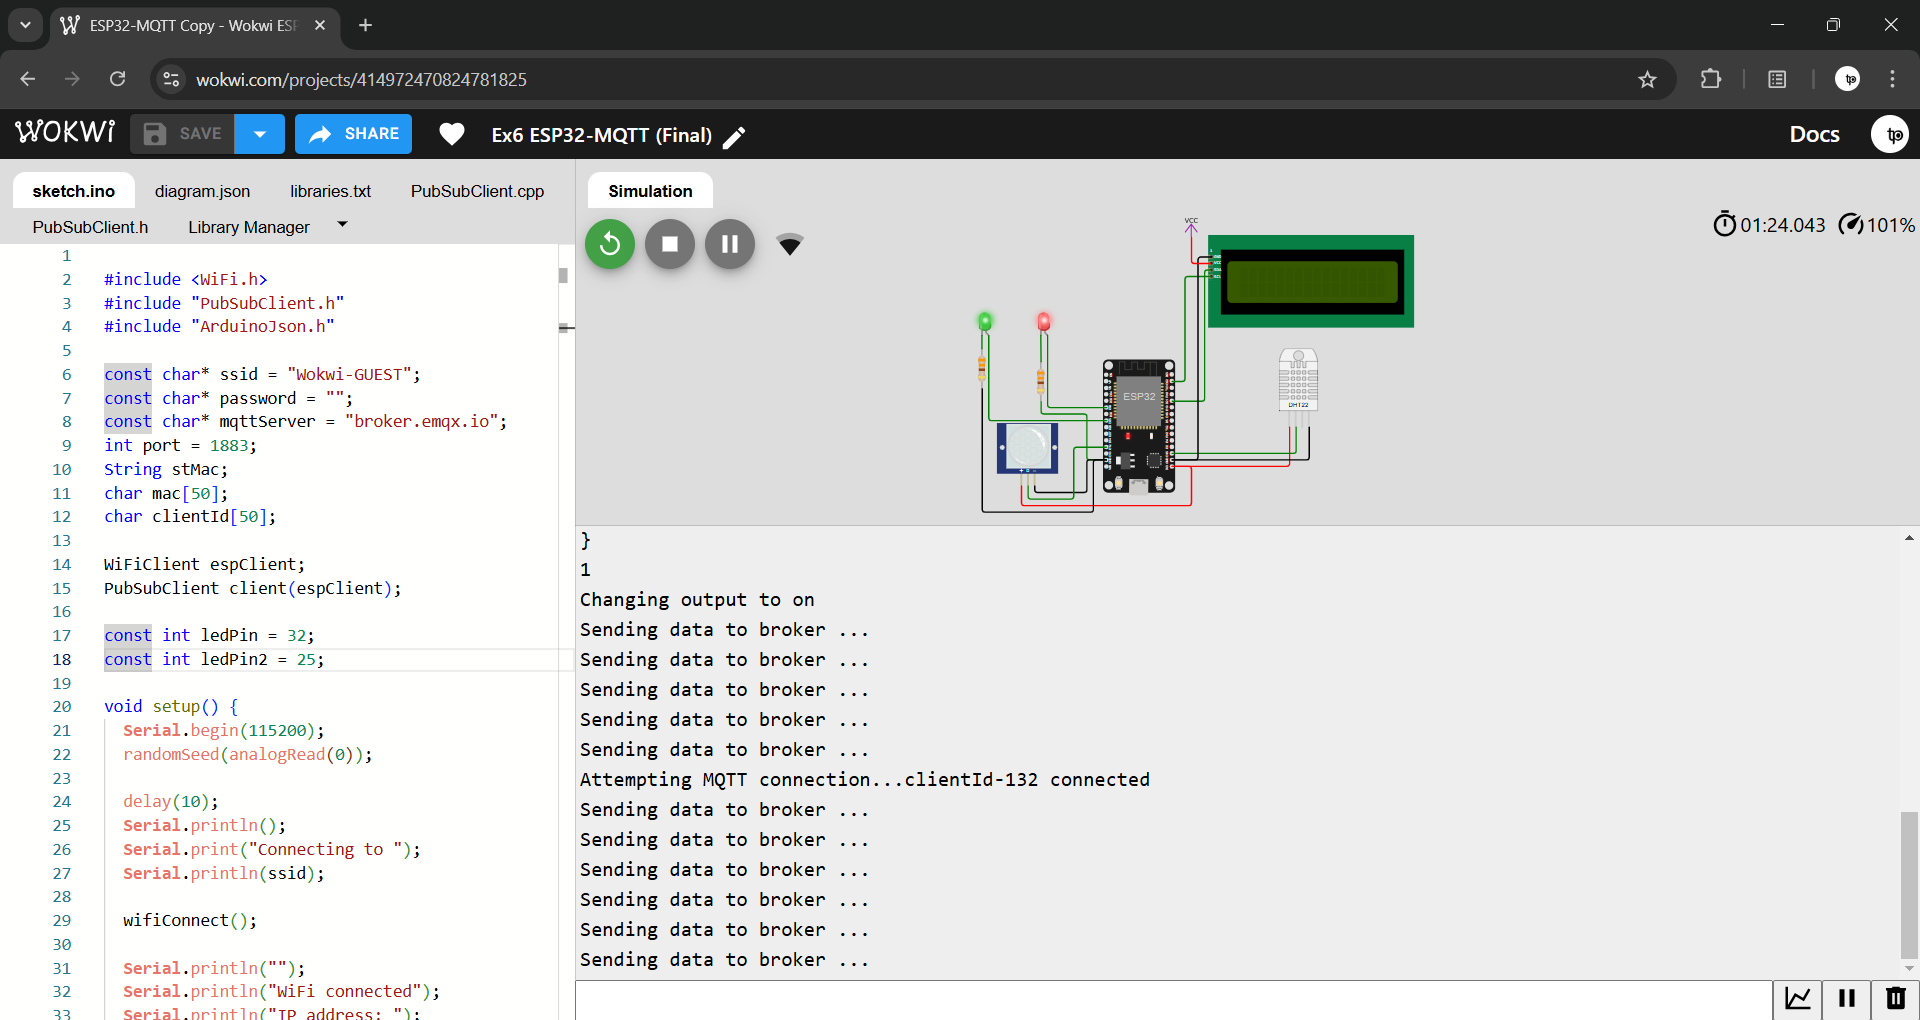 ESP32-MQTT Copy - Wokwi ESP
wokwi.com/projects/414972470824781825
tp
WOKWi
SAVE
SHARE
Ex6 ESP32-MQTT (Final)
Docs
tp
sketch.ino
diagram.json
libraries.txt
PubSubClient.cpp
PubSubClient.h
Library Manager
1
2 #include <WiFi.h>
3 #include "PubSubClient.h"
4 #include "ArduinoJson.h"
5
6 const char* ssid = "Wokwi-GUEST";
7 const char* password = "";
8 const char* mqttServer = "broker.emqx.io";
9 int port = 1883;
10 String stMac;
11 char mac[50];
12 char clientId[50];
13
14 WiFiClient espClient;
15 PubSubClient client(espClient);
16
17 const int ledPin = 32;
18 const int ledPin2 = 25;
19
20 void setup() {
21 Serial.begin(115200);
22 randomSeed(analogRead(0));
23
24 delay(10);
25 Serial.println();
26 Serial.print("Connecting to ");
27 Serial.println(ssid);
28
29 wifiConnect();
30
31 Serial.println("");
32 Serial.println("WiFi connected");
33 Serial.println("IP address: ");
Simulation
01:24.043
101%
VCC
ESP32
DHT22
}
1
Changing output to on
Sending data to broker ...
Sending data to broker ...
Sending data to broker ...
Sending data to broker ...
Sending data to broker ...
Attempting MQTT connection...clientId-132 connected
Sending data to broker ...
Sending data to broker ...
Sending data to broker ...
Sending data to broker ...
Sending data to broker ...
Sending data to broker ...